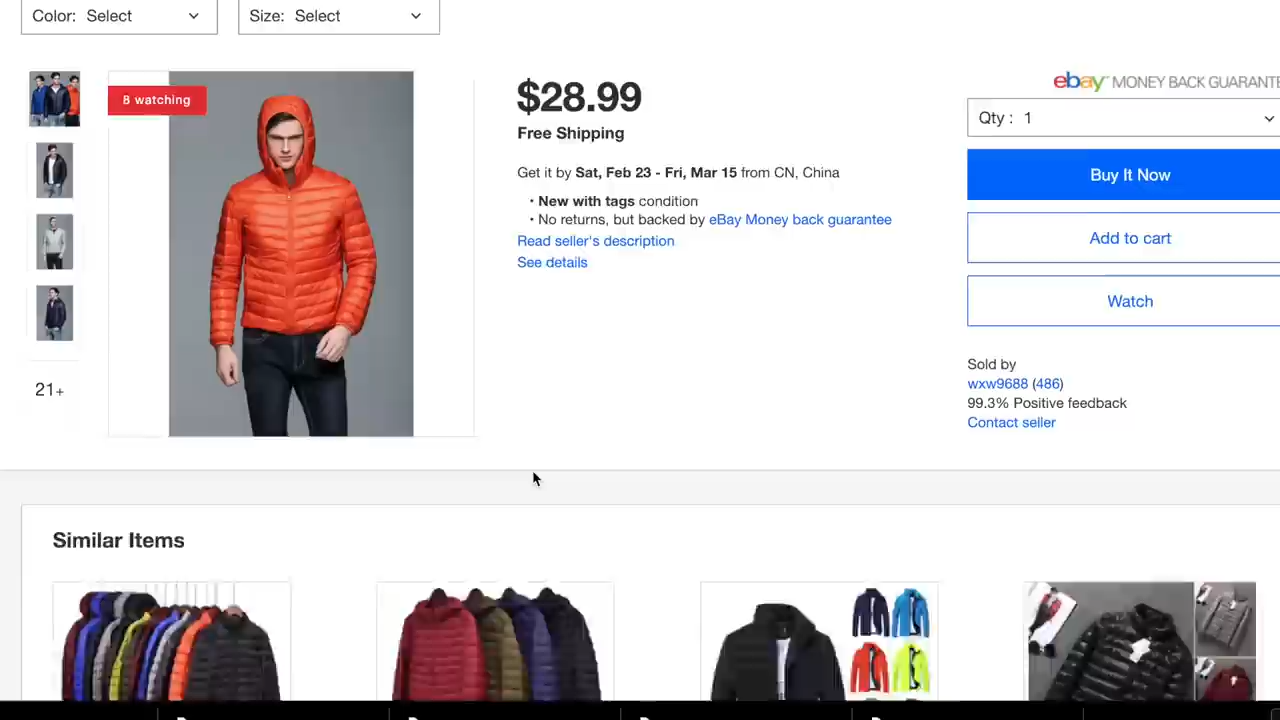 Color: Select
Size: Select
8 watching
$28.99
Free Shipping
Get it by Sat, Feb 23 - Fri, Mar 15 from CN, China
• New with tags condition
• No returns, but backed by eBay Money back guarantee
Read seller's description
See details
21+
ebay MONEY BACK GUARANTE
Qty : 1
Buy It Now
Add to cart
Watch
Sold by
wxw9688 (486)
99.3% Positive feedback
Contact seller
Similar Items